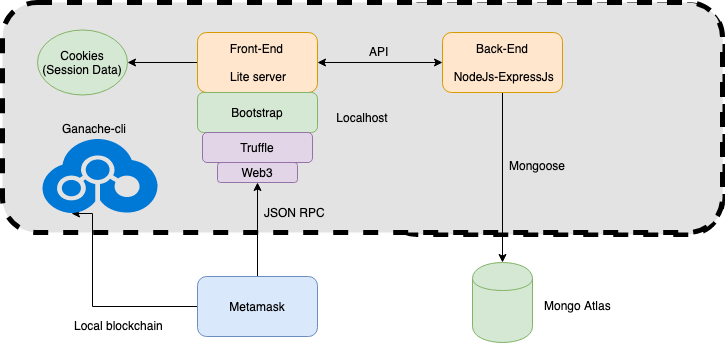 Cookies
(Session Data)
Front-End
Lite server
API
Back-End
NodeJs-ExpressJs
Bootstrap
Localhost
Ganache-cli
Truffle
Web3
Mongoose
JSON RPC
Metamask
Mongo Atlas
Local blockchain